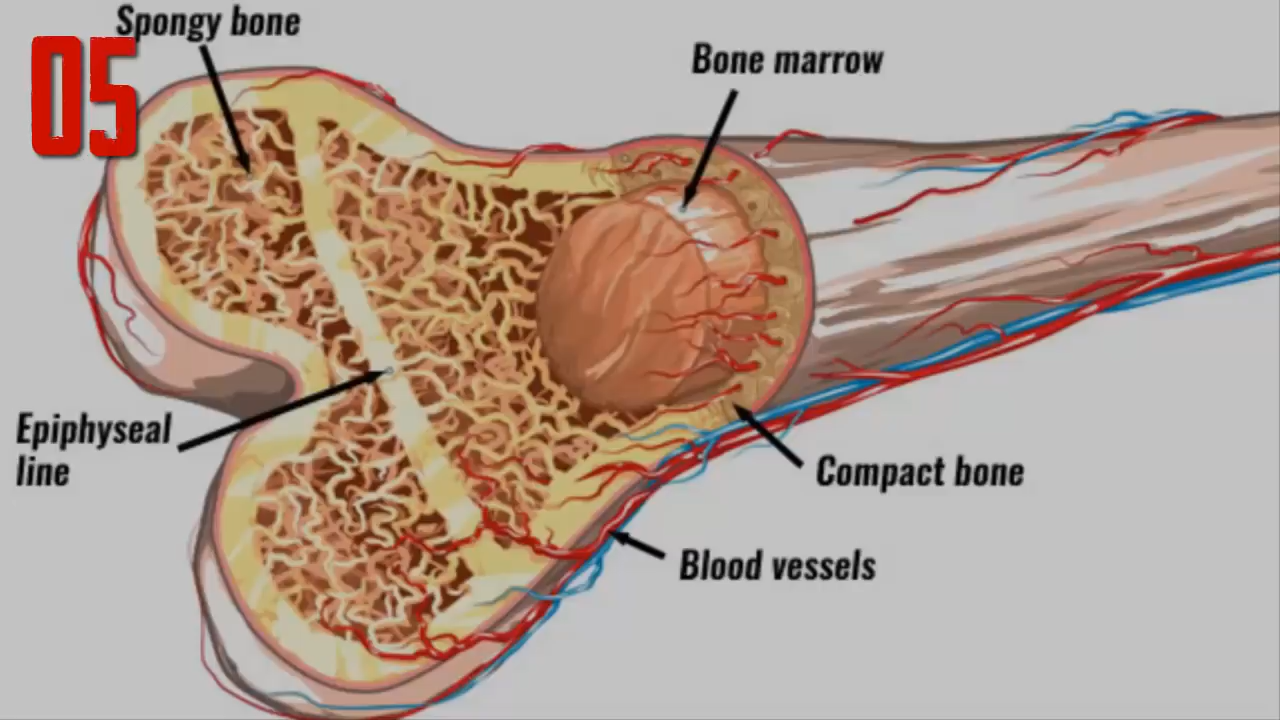 Spongy bone
05
Bone marrow
Epiphyseal
line
Compact bone
Blood vessels